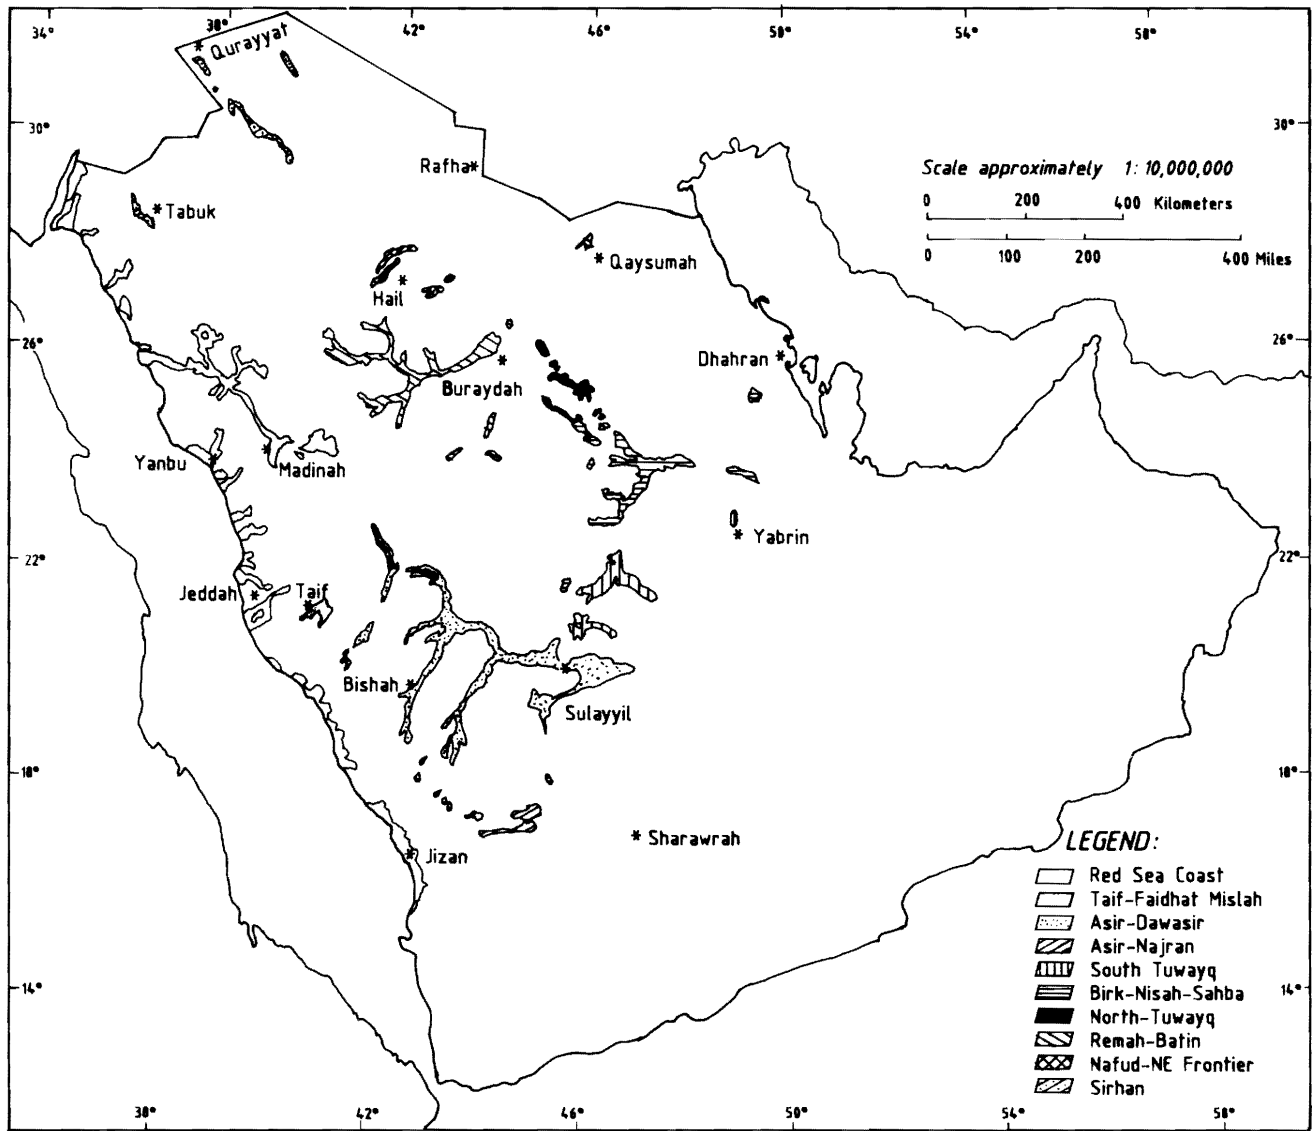 34° 38° 42° 46° 50° 54° 58°
Qurayyat
30° 30°
Rafha
Scale approximately 1:10,000,000
0 200 400 Kilometers
0 100 200 400 Miles
Tabuk
Qaysumah
Hail
26° 26°
Dhahran
Buraydah
Yanbu
Madinah
Yabrin
22° 22°
Jeddah
Taif
Bishah
Sulayyil
18° 18°
Sharawrah
Jizan
LEGEND:
Red Sea Coast
Taif-Faidhat Mislah
Asir-Dawasir
Asir-Najran
South Tuwayq
14° 14°
Birk-Nisah-Sahba
North-Tuwayq
Remah-Batin
Nafud-NE Frontier
Sirhan
38° 42° 46° 50° 54° 58°